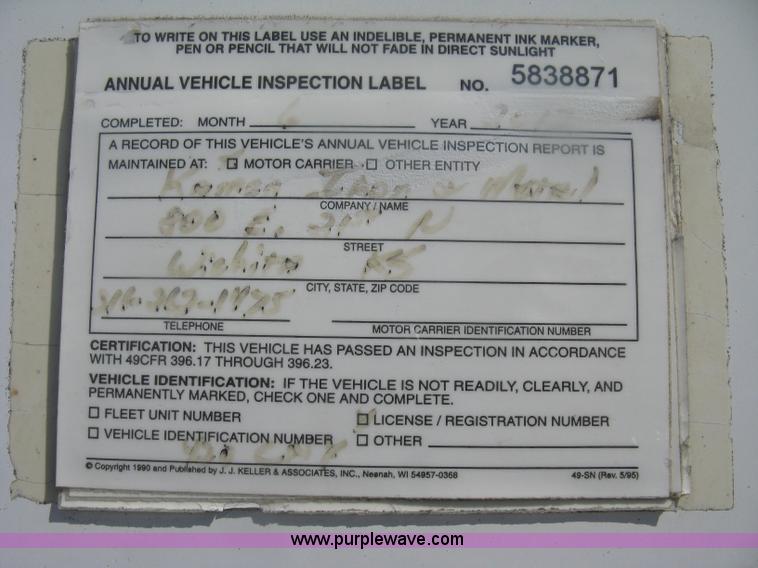 TO WRITE ON THIS LABEL USE AN INDELIBLE, PERMANENT INK MARKER,
PEN OR PENCIL THAT WILL NOT FADE IN DIRECT SUNLIGHT
ANNUAL VEHICLE INSPECTION LABEL NO. 5838871
COMPLETED: MONTH 6 YEAR
A RECORD OF THIS VEHICLE'S ANNUAL VEHICLE INSPECTION REPORT IS
MAINTAINED AT: MOTOR CARRIER OTHER ENTITY
Iron & Metal
COMPANY / NAME
800 E. 21st N
STREET
Wichita KS
CITY, STATE, ZIP CODE
TELEPHONE MOTOR CARRIER IDENTIFICATION NUMBER
CERTIFICATION: THIS VEHICLE HAS PASSED AN INSPECTION IN ACCORDANCE
WITH 49CFR 396.17 THROUGH 396.23.
VEHICLE IDENTIFICATION: IF THE VEHICLE IS NOT READILY, CLEARLY, AND
PERMANENTLY MARKED, CHECK ONE AND COMPLETE.
FLEET UNIT NUMBER LICENSE / REGISTRATION NUMBER
VEHICLE IDENTIFICATION NUMBER OTHER
© Copyright 1990 and Published by J. J. KELLER & ASSOCIATES, INC., Neenah, WI 54957-0368 49-SN (Rev. 5/95)
www.purplewave.com